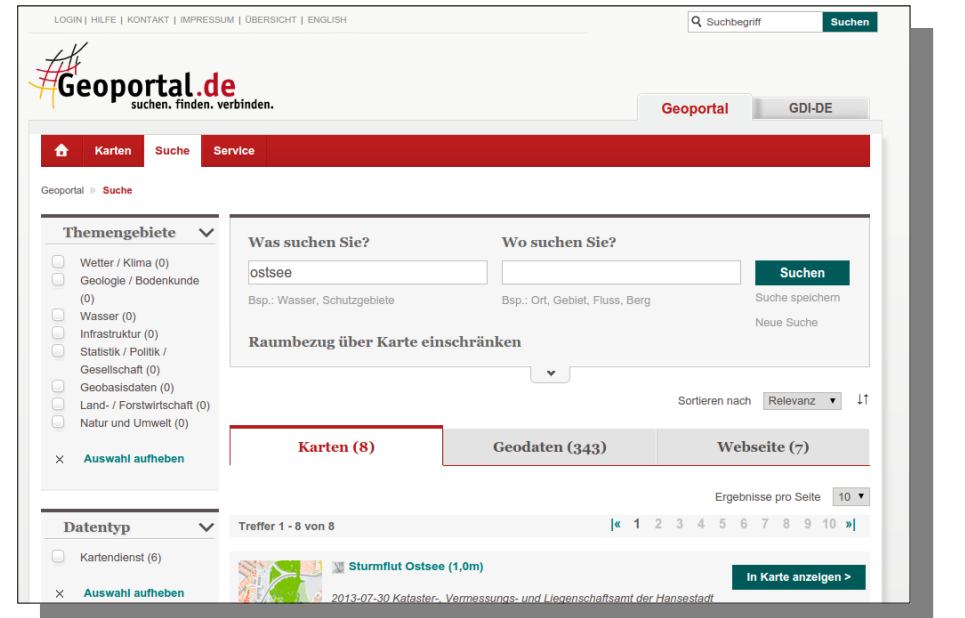 LOGIN | HILFE | KONTAKT | IMPRESSUM | ÜBERSICHT | ENGLISH
Suchbegriff
Suchen
Geoportal.de
suchen. finden. verbinden.
Geoportal
GDI-DE
Karten
Suche
Service
Geoportal » Suche
Themengebiete
Wetter / Klima (0)
Geologie / Bodenkunde
(0)
Wasser (0)
Infrastruktur (0)
Statistik / Politik /
Gesellschaft (0)
Geobasisdaten (0)
Land- / Forstwirtschaft (0)
Natur und Umwelt (0)
Auswahl aufheben
Datentyp
Kartendienst (6)
Auswahl aufheben
Was suchen Sie?
Wo suchen Sie?
ostsee
Suchen
Bsp.: Wasser, Schutzgebiete
Bsp.: Ort, Gebiet, Fluss, Berg
Suche speichern
Neue Suche
Raumbezug über Karte einschränken
Sortieren nach Relevanz
Karten (8)
Geodaten (343)
Webseite (7)
Ergebnisse pro Seite 10
Treffer 1 - 8 von 8
|« 1 2 3 4 5 6 7 8 9 10 »|
Sturmflut Ostsee (1,0m)
In Karte anzeigen >
2013-07-30 Kataster-, Vermessungs- und Liegenschaftsamt der Hansestadt